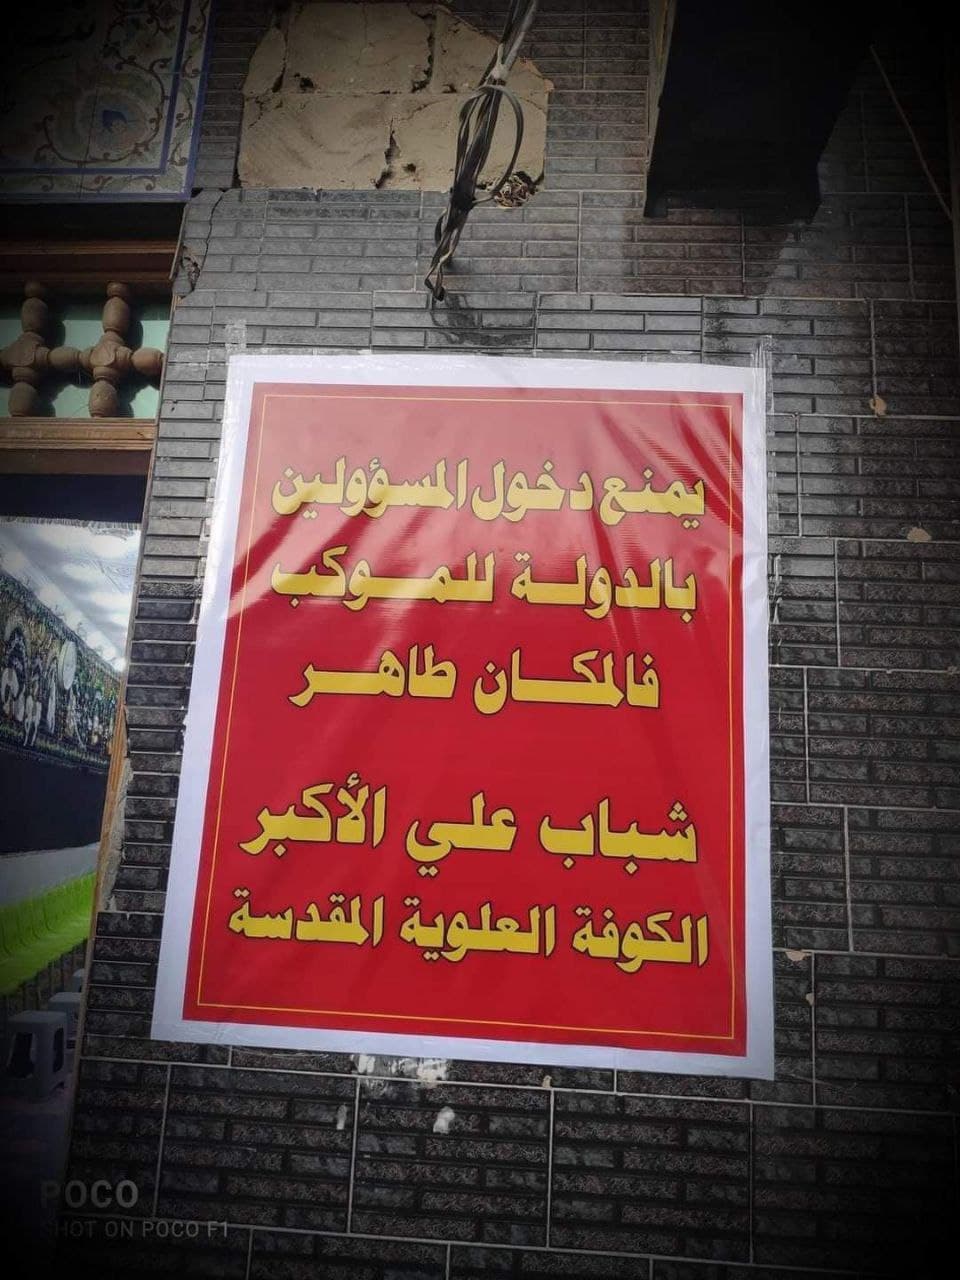 يمنع دخول المسؤولين
بالدولة للموكب
فالمكان طاهر
شباب علي الأكبر
الكوفة العلوية المقدسة
POCO
SHOT ON POCO F1